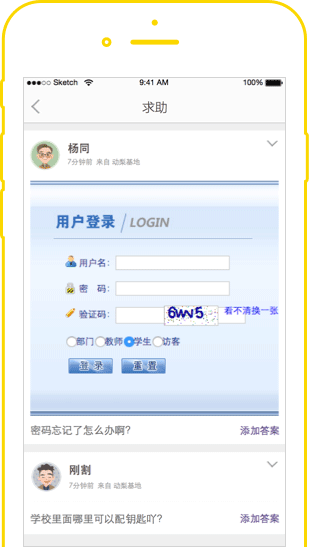 Sketch 9:41 AM 100%
求助
杨同
7分钟前 来自 动梨基地
用户登录 / LOGIN
用户名:
密 码:
验证码: 6WV5 看不清换一张
部门 教师 学生 访客
登 录 重 置
密码忘记了怎么办啊? 添加答案
刚割
7分钟前 来自 动梨基地
学校里面哪里可以配钥匙吖? 添加答案